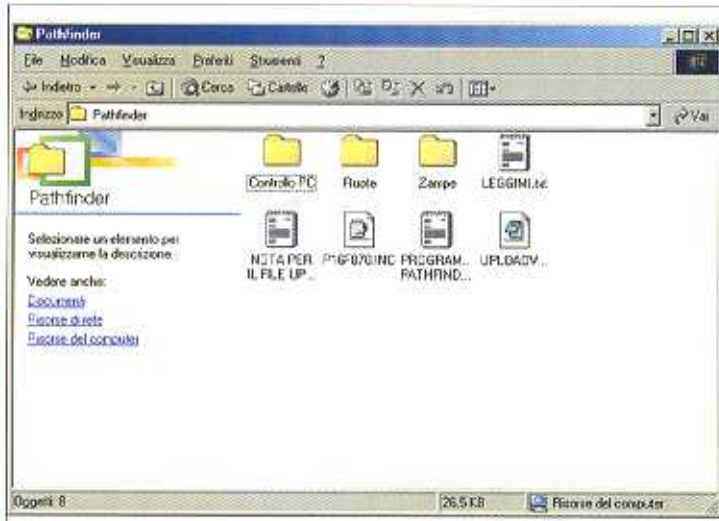 Pathfinder
File Modifica Visualizza Preferiti Strumenti ?
Indietro Cerca Cartelle
Indirizzo Pathfinder Vai
Pathfinder
Selezionare un elemento per
visualizzarne la descrizione.
Vedere anche:
Documenti
Risorse di rete
Risorse del computer
Controllo PC Ruote Zampe LEGGIMI.txt
NOTA PER
IL FILE UP...
P16F876.INC
PROGRAM...
PATHFIND...
UPLOADV...
Oggetti: 8 26,5 KB Risorse del computer